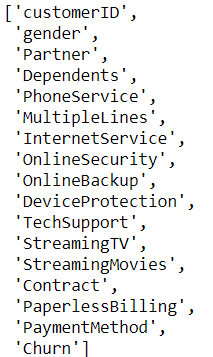 ['customerID',
'gender',
'Partner',
'Dependents',
'PhoneService',
'MultipleLines',
'InternetService',
'OnlineSecurity',
'OnlineBackup',
'DeviceProtection',
'TechSupport',
'StreamingTV',
'StreamingMovies',
'Contract',
'PaperlessBilling',
'PaymentMethod',
'Churn']